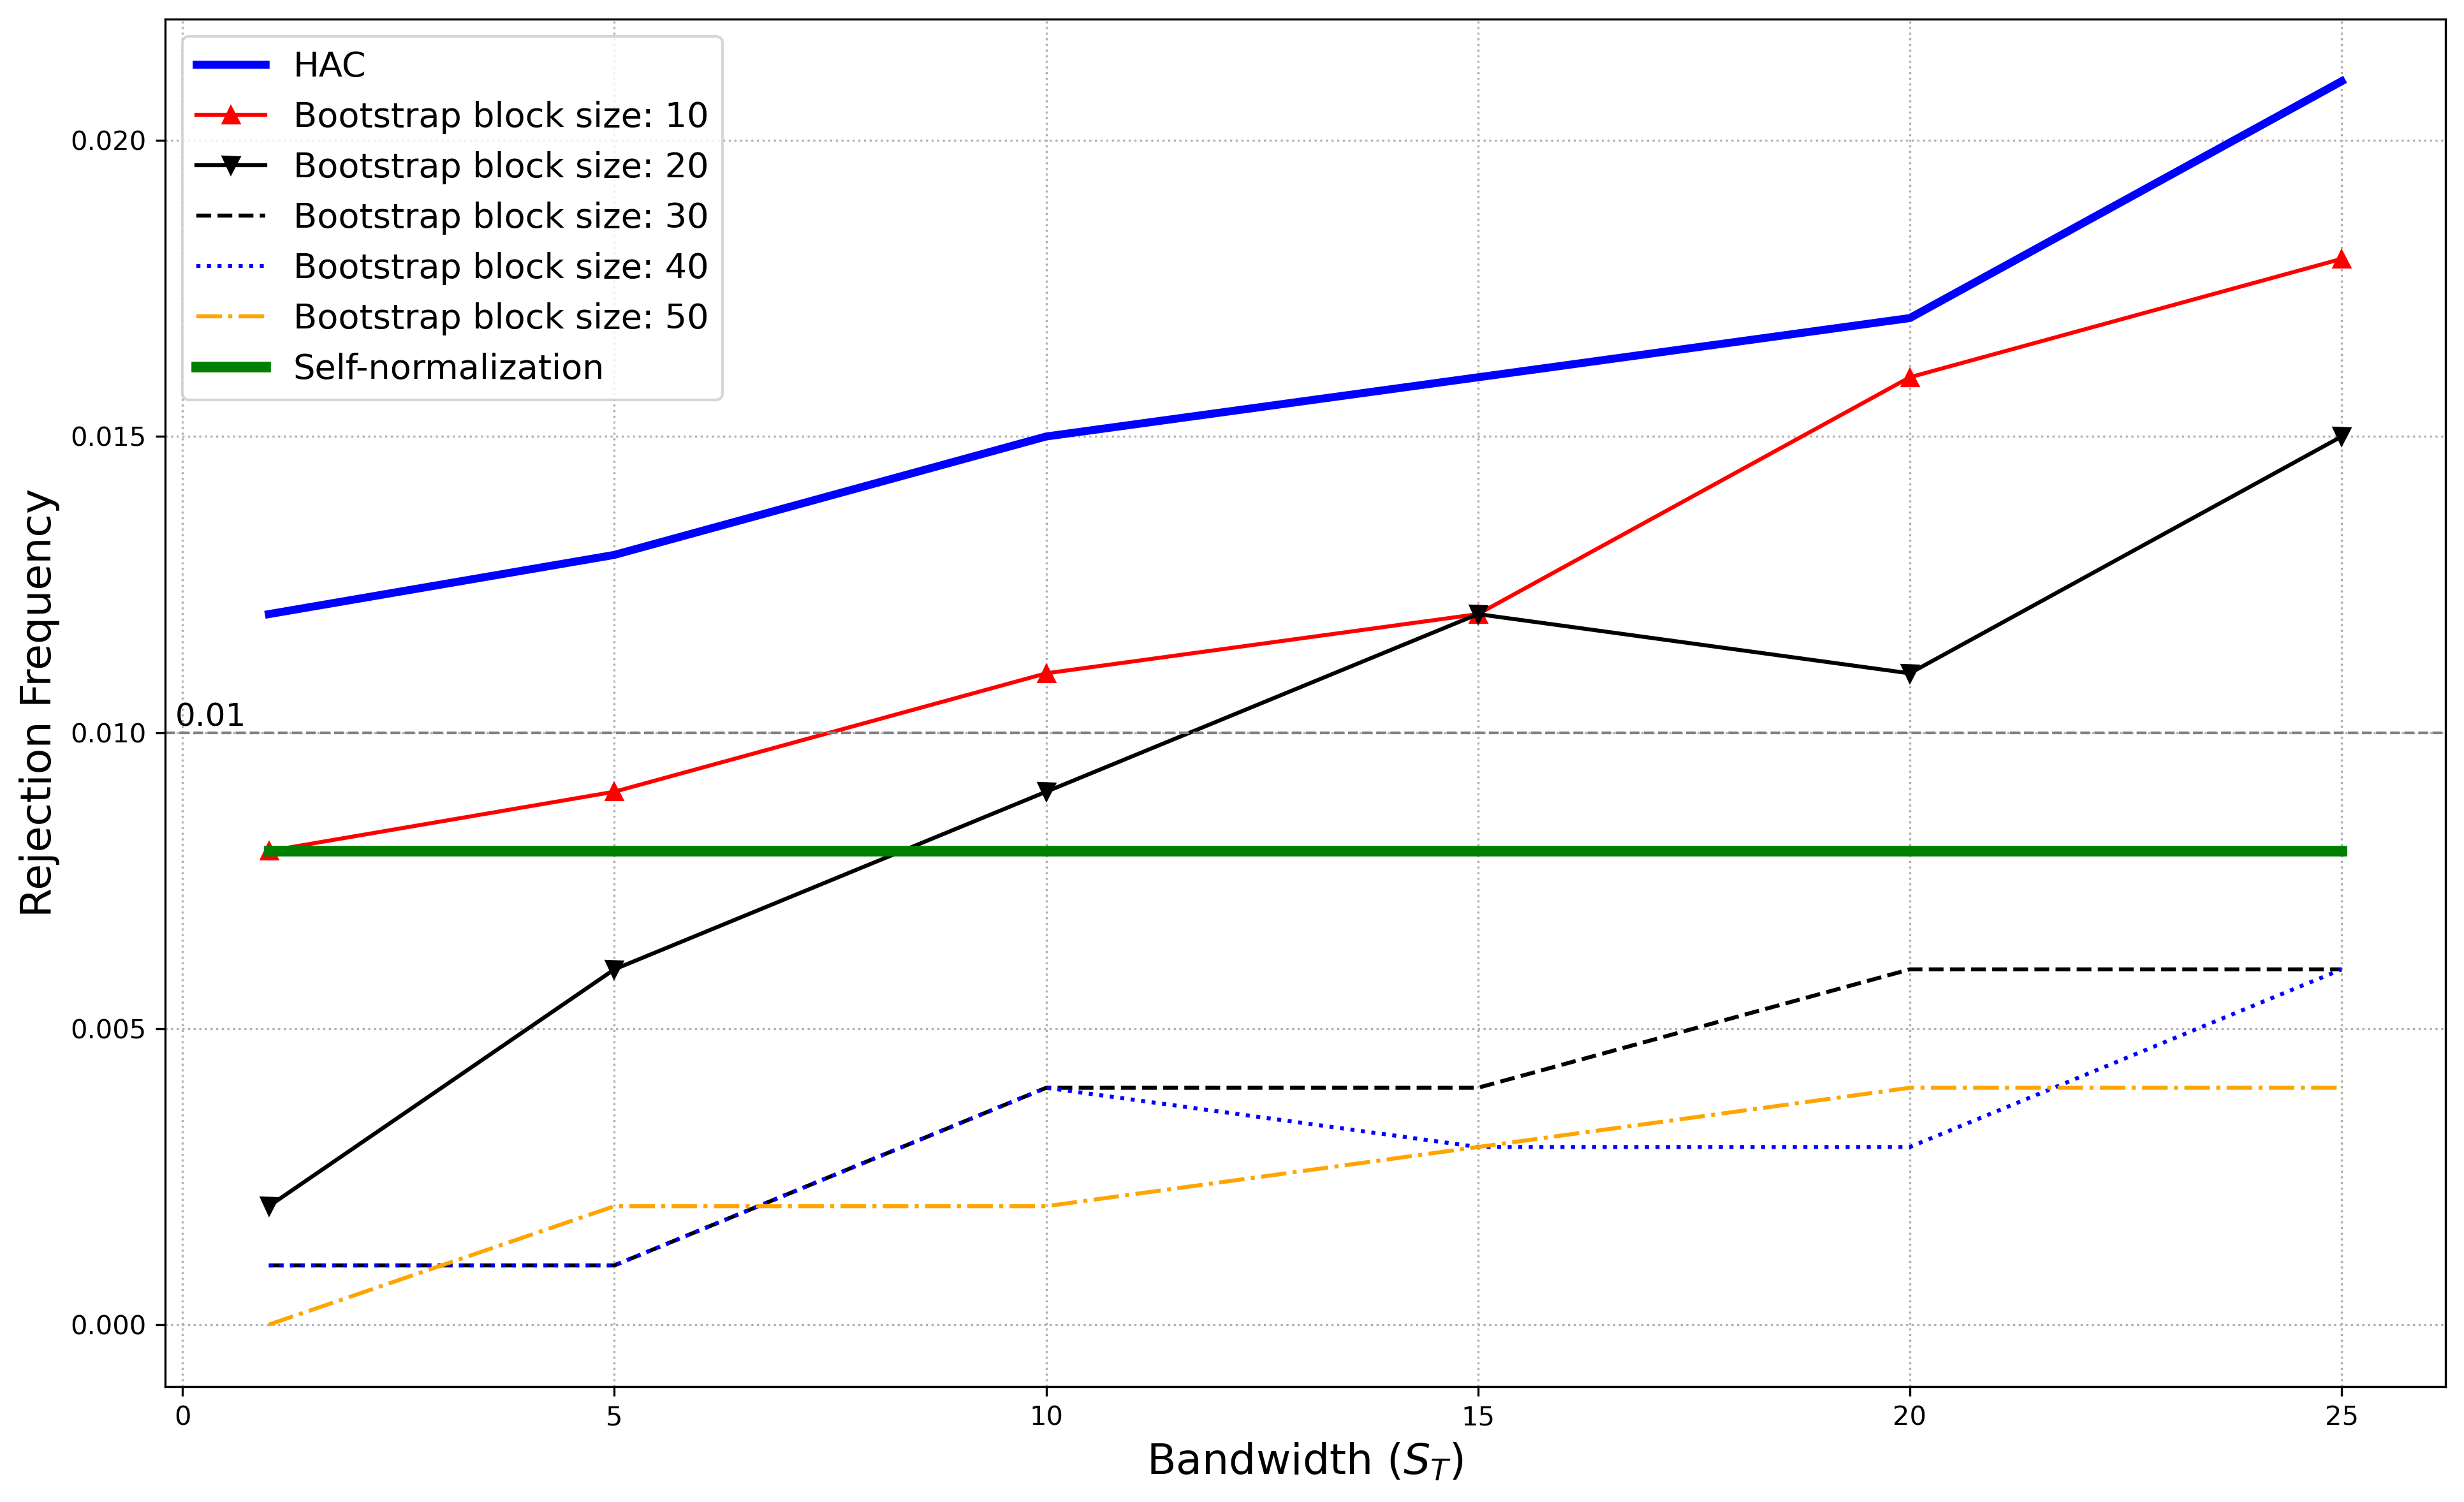 HAC
Bootstrap block size: 10
Bootstrap block size: 20
Bootstrap block size: 30
Bootstrap block size: 40
Bootstrap block size: 50
Self-normalization
Rejection Frequency
0.020
0.015
0.01
0.010
0.005
0.000
0 5 10 15 20 25
Bandwidth (S_T)